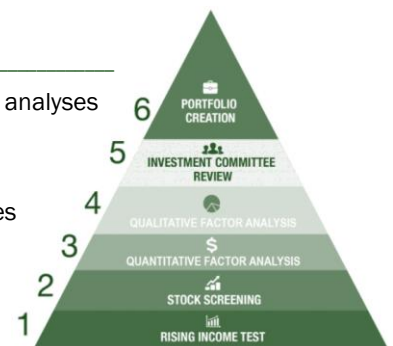 analyses
es
6
PORTFOLIO
CREATION
5
INVESTMENT COMMITTEE
REVIEW
4
QUALITATIVE FACTOR ANALYSIS
3
$
QUANTITATIVE FACTOR ANALYSIS
2
STOCK SCREENING
1
RISING INCOME TEST